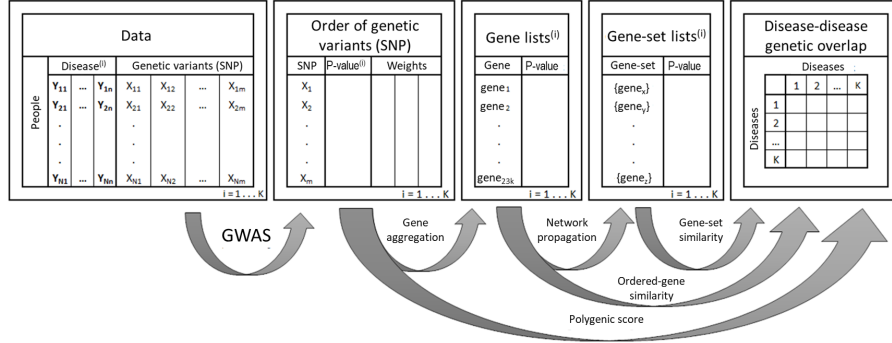 Data
Disease(i) Genetic variants (SNP)
People
Y11 ... Y1n X11 X12 ... X1m
Y21 ... Y2n X21 X22 ... X2m
. . .
. . .
. . .
YN1 ... YNn XN1 XN2 ... XNm
i = 1 . . . K
Order of genetic
variants (SNP)
SNP P-value(i) Weights
X1
X2
.
.
.
Xm
i = 1 . . . K
Gene lists(i)
Gene P-value
gene1
gene2
.
.
.
gene23k
i = 1 . . . K
Gene-set lists(i)
Gene-set P-value
{genex}
{geney}
.
.
.
{genez}
i = 1 . . . K
Disease-disease
genetic overlap
Diseases
1 2 ... K
Diseases
1
2
...
K
GWAS
Gene
aggregation
Network
propagation
Gene-set
similarity
Ordered-gene
similarity
Polygenic score